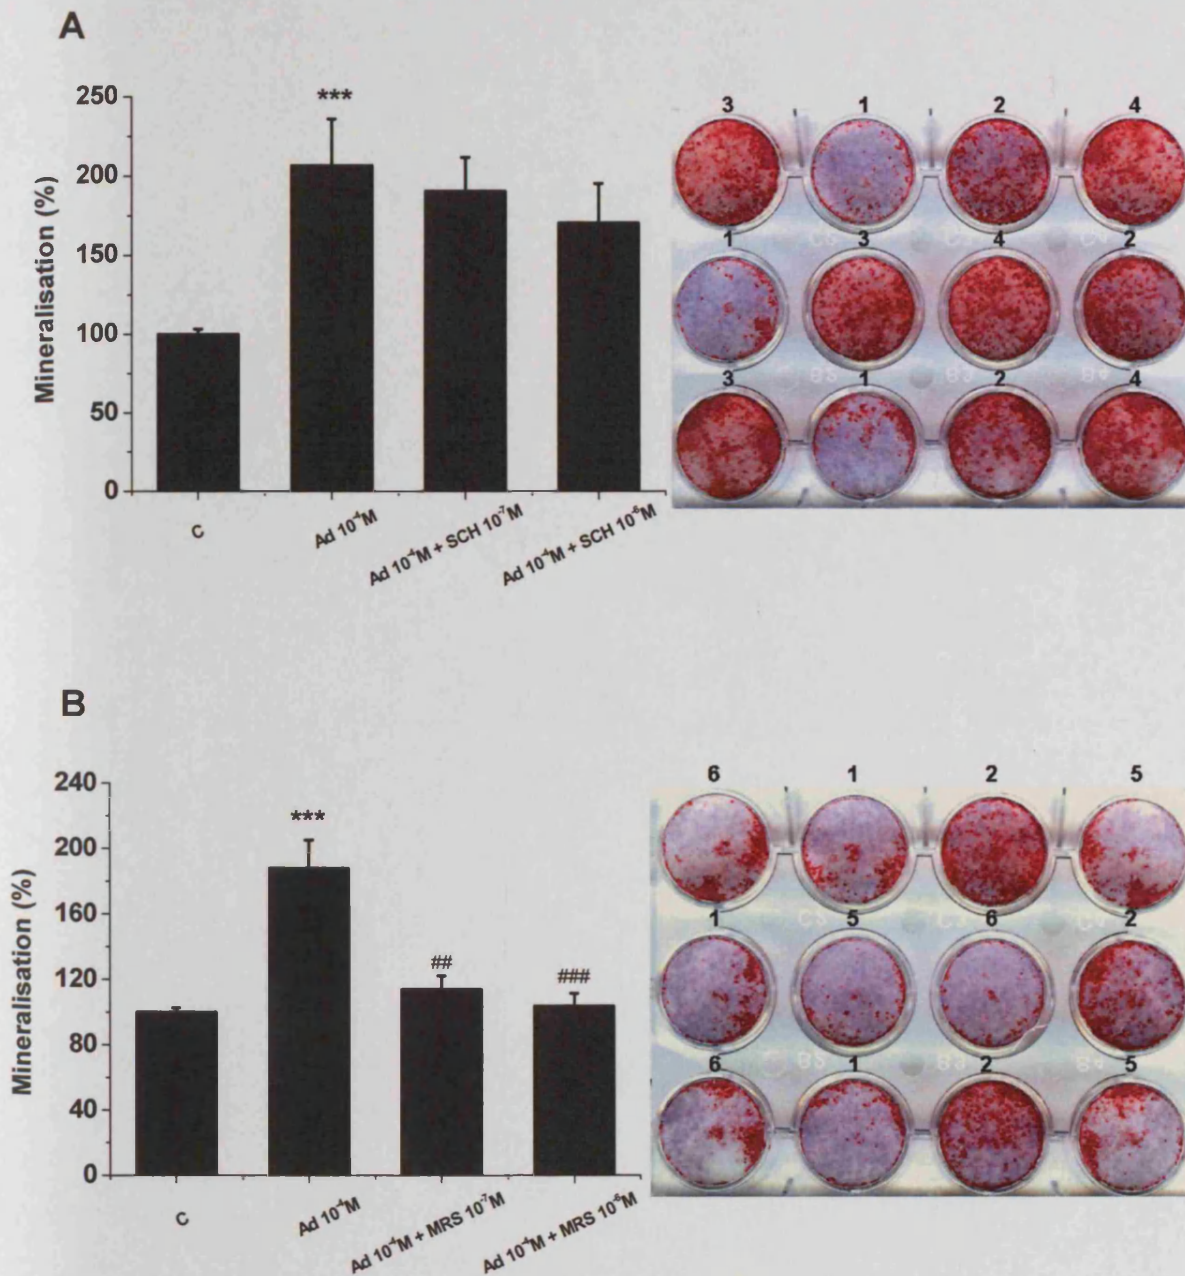 A
Mineralisation (%)
250
200
150
100
50
0
***
C
Ad 10⁻⁴M
Ad 10⁻⁴M + SCH 10⁻⁷M
Ad 10⁻⁴M + SCH 10⁻⁶M
3 1 2 4
1 3 4 2
3 1 2 4
B
Mineralisation (%)
240
200
160
120
80
40
0
***
##
###
C
Ad 10⁻⁴M
Ad 10⁻⁴M + MRS 10⁻⁷M
Ad 10⁻⁴M + MRS 10⁻⁶M
6 1 2 5
1 5 6 2
6 1 2 5